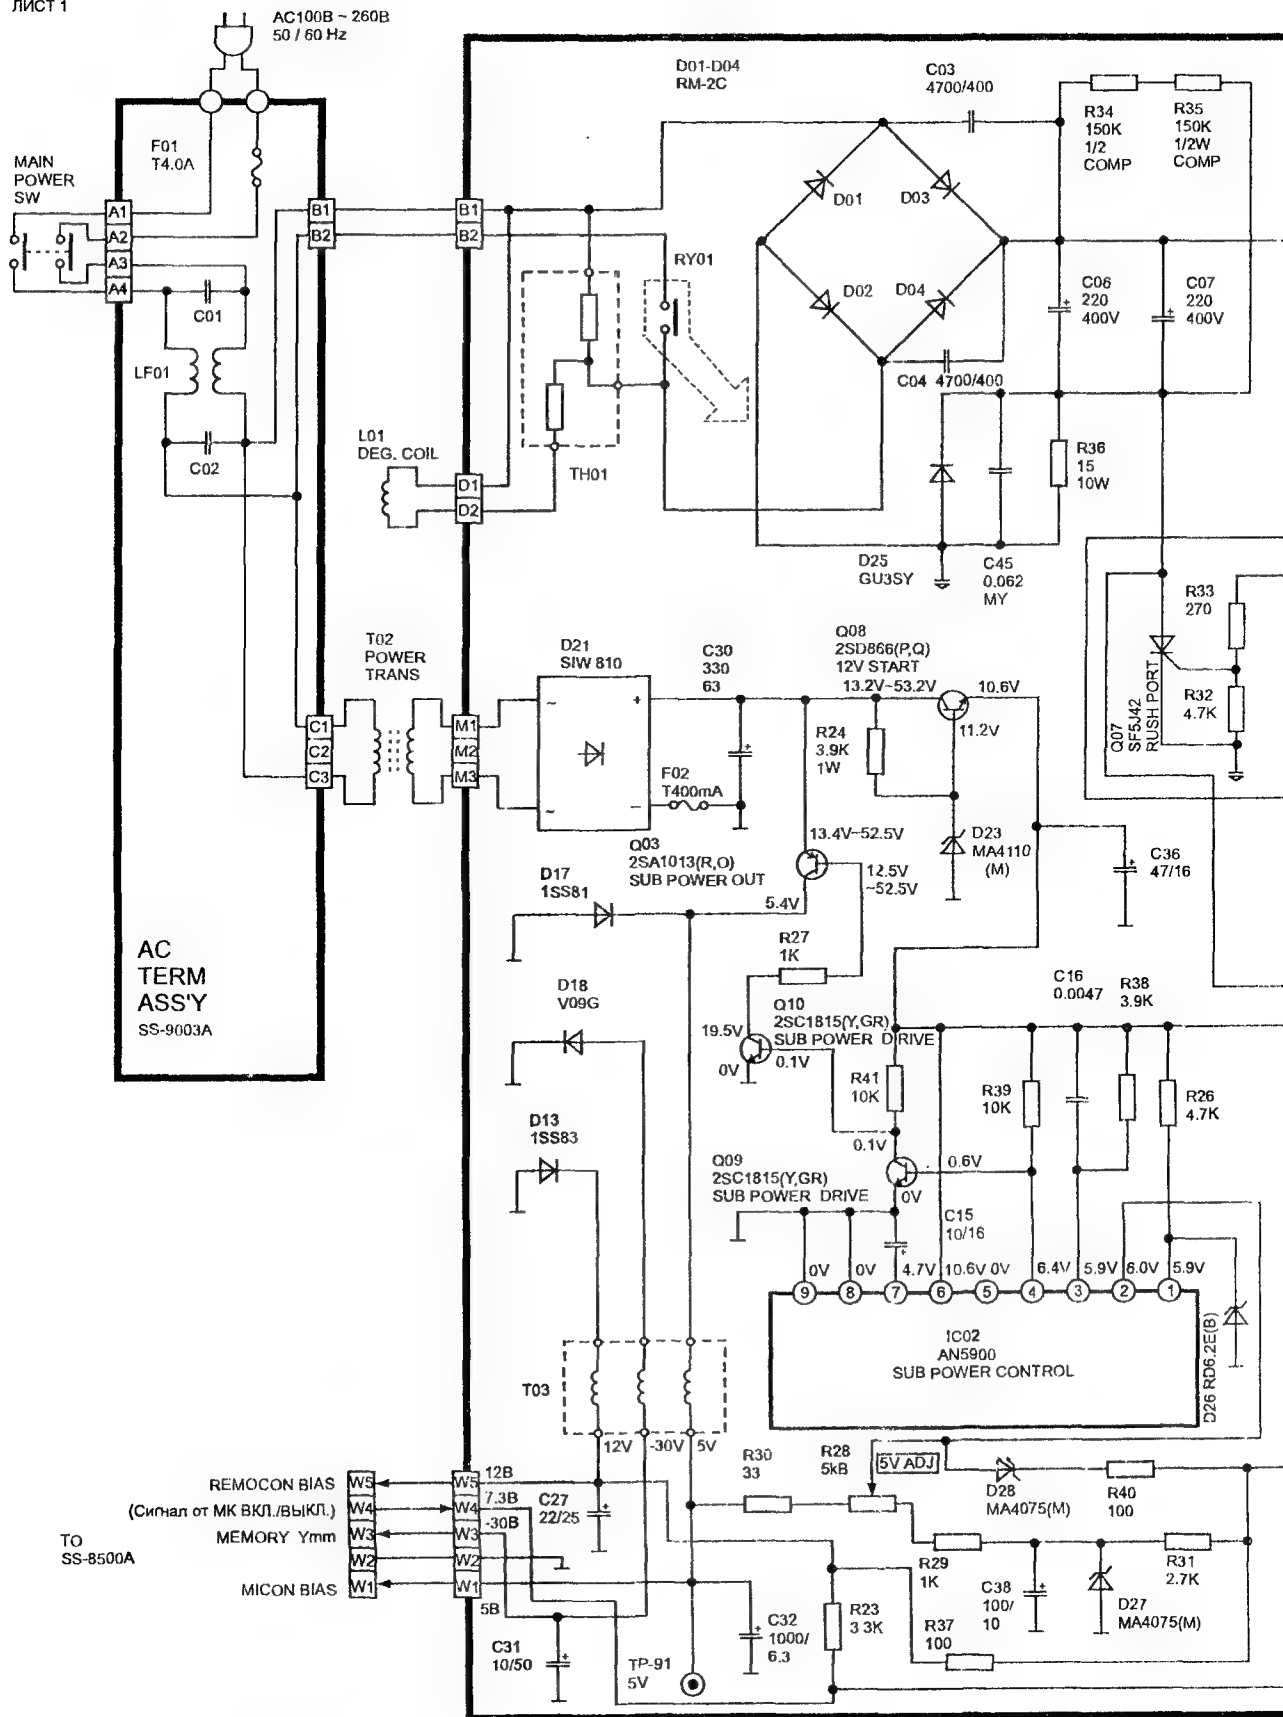 ЛИСТ 1
AC100В ~ 260В
50 / 60 Hz
D01-D04
RM-2C
C03
4700/400
R34
150K
1/2
COMP
R35
150K
1/2W
COMP
F01
T4.0A
MAIN
POWER
SW
A1
A2
A3
A4
B1
B2
B1
B2
D01
D03
D02
D04
RY01
C06
220
400V
C07
220
400V
C01
LF01
C02
C04 4700/400
L01
DEG. COIL
D1
D2
TH01
R36
15
10W
D25
GU3SY
C45
0.062
MY
R33
270
R32
4.7K
Q07
SF5J42
RUSH PORT
T02
POWER
TRANS
D21
SIW 810
C30
330
63
Q08
2SD866(P,Q)
12V START
13.2V~53.2V
10.6V
11.2V
R24
3.9K
1W
C1
C2
C3
M1
M2
M3
~
~
+
−
F02
T400mA
13.4V~52.5V
D23
MA4110
(M)
C36
47/16
Q03
2SA1013(R,O)
SUB POWER OUT
12.5V
~52.5V
D17
1SS81
5.4V
R27
1K
AC
TERM
ASS'Y
SS-9003A
D18
V09G
Q10
2SC1815(Y,GR)
SUB POWER DRIVE
19.5V
0V
0.1V
C16
0.0047
R38
3.9K
R41
10K
R39
10K
R26
4.7K
D13
1SS83
0.1V
0.6V
Q09
2SC1815(Y,GR)
SUB POWER DRIVE
0V
C15
10/16
0V
0V
4.7V
10.6V
0V
6.4V
5.9V
6.0V
5.9V
9
8
7
6
5
4
3
2
1
IC02
AN5900
SUB POWER CONTROL
D26 RD6.2E(B)
T03
12V
-30V
5V
R30
33
R28
5kB
5V ADJ
D28
MA4075(M)
R40
100
REMOCON BIAS
W5
W5
12В
(Сигнал от МК ВКЛ./ВЫКЛ.)
W4
W4
7.3В
MEMORY Ymm
W3
W3
-30В
W2
W2
MICON BIAS
W1
W1
5В
TO
SS-8500A
C27
22/25
R29
1K
C38
100/
10
D27
MA4075(M)
R31
2.7K
C31
10/50
TP-91
5V
C32
1000/
6.3
R23
3 3K
R37
100